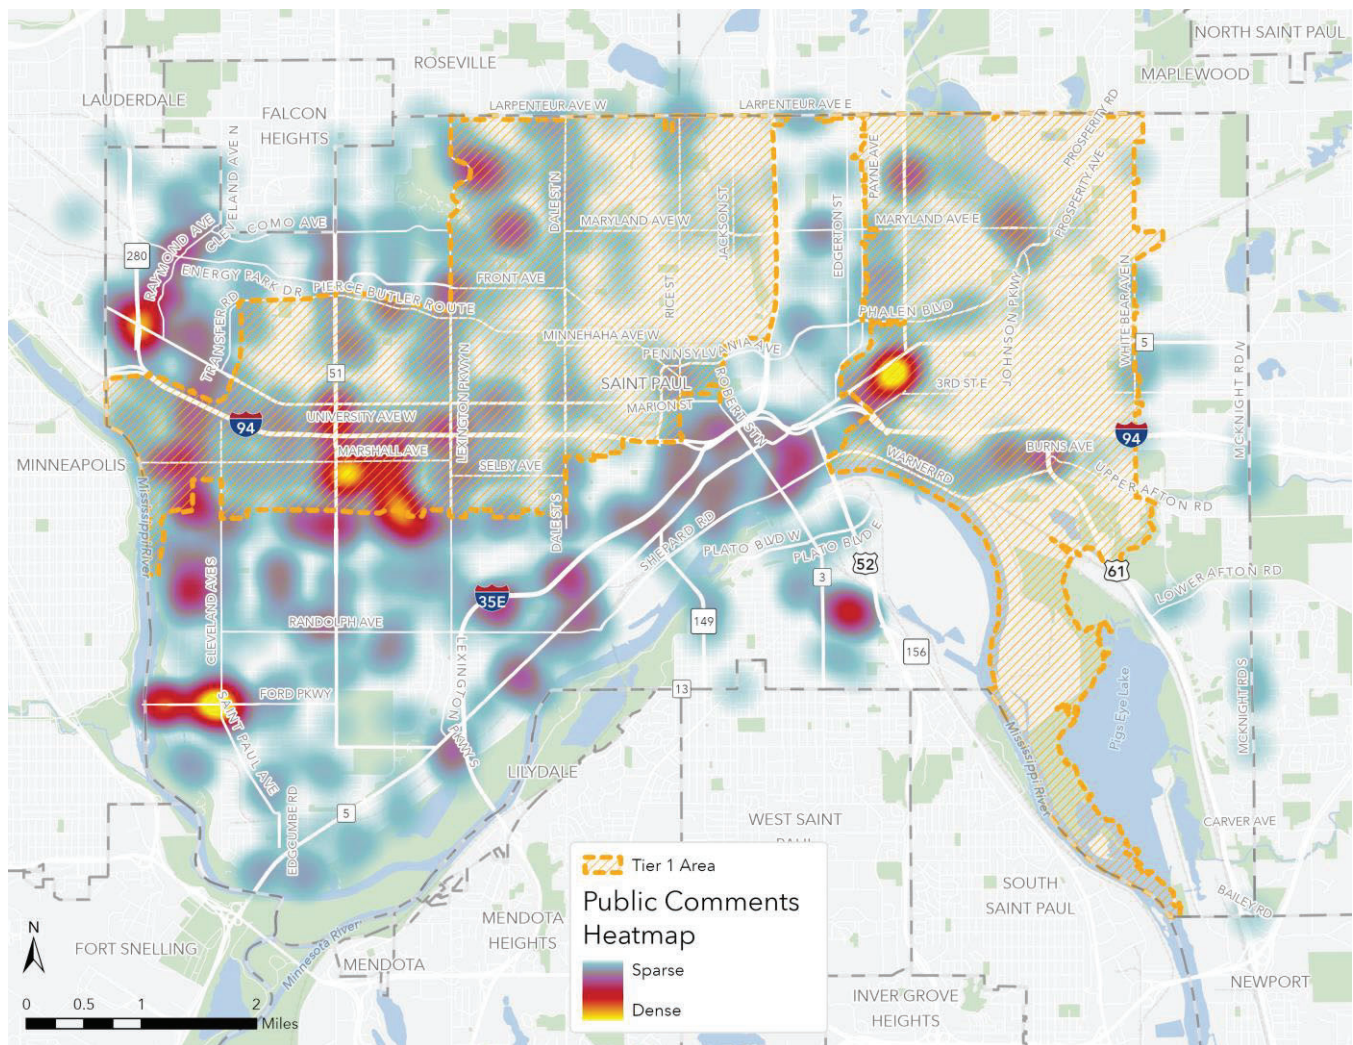 NORTH SAINT PAUL
ROSEVILLE
MAPLEWOOD
LAUDERDALE
FALCON
HEIGHTS
LARPENTEUR AVE W
LARPENTEUR AVE E
CLEVELAND AVE N
PAYNE AVE
PROSPERITY RD
PROSPERITY AVE
DALE ST N
JACKSON ST
EDGERTON ST
MARYLAND AVE W
MARYLAND AVE E
RAYMOND AVE
CLEVELAND AVE N
COMO AVE
280
ENERGY PARK DR
PIERCE BUTLER ROUTE
FRONT AVE
RICE ST
PHALEN BLVD
TRANSFER RD
MINNEHAHA AVE W
PENNSYLVANIA AVE
JOHNSON PKWY
WHITE BEAR AVE N
5
MCKNIGHT RD N
51
LEXINGTON PKWY N
SAINT PAUL
MARION ST
ROBERT ST N
3RD ST E
UNIVERSITY AVE W
94
94
MARSHALL AVE
SELBY AVE
BURNS AVE
MINNEAPOLIS
WARNER RD
UPPER AFTON RD
Mississippi River
DALE ST S
SHEPARD RD
PLATO BLVD W
PLATO BLVD E
52
61
3
LOWER AFTON RD
35E
CLEVELAND AVE S
RANDOLPH AVE
149
156
LEXINGTON PKWY S
13
FORD PKWY
SAINT PAUL AVE
Pigs Eye Lake
MCKNIGHT RD S
Mississippi River
LILYDALE
EDGCUMBE RD
5
WEST SAINT
CARVER AVE
Tier 1 Area
SOUTH
SAINT PAUL
BAILEY RD
Public Comments
Heatmap
MENDOTA
HEIGHTS
N
FORT SNELLING
Minnesota River
MENDOTA
Sparse
NEWPORT
Dense
INVER GROVE
HEIGHTS
0 0.5 1 2
Miles